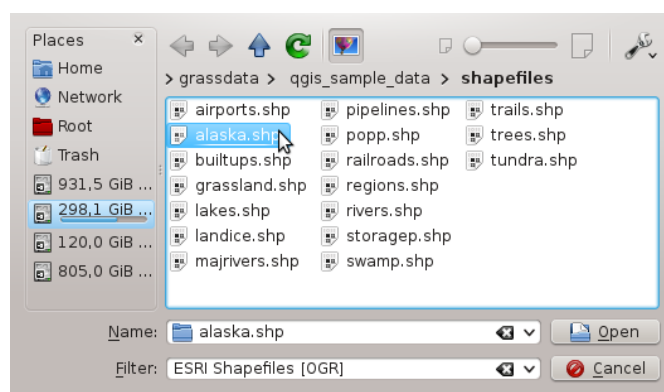 Places
Home
Network
Root
Trash
931,5 GiB ...
298,1 GiB ...
120,0 GiB ...
805,0 GiB ...
> grassdata > qgis_sample_data > shapefiles
airports.shp
alaska.shp
builtups.shp
grassland.shp
lakes.shp
landice.shp
majrivers.shp
pipelines.shp
popp.shp
railroads.shp
regions.shp
rivers.shp
storagep.shp
swamp.shp
trails.shp
trees.shp
tundra.shp
Name: alaska.shp
Open
Filter: ESRI Shapefiles [OGR]
Cancel